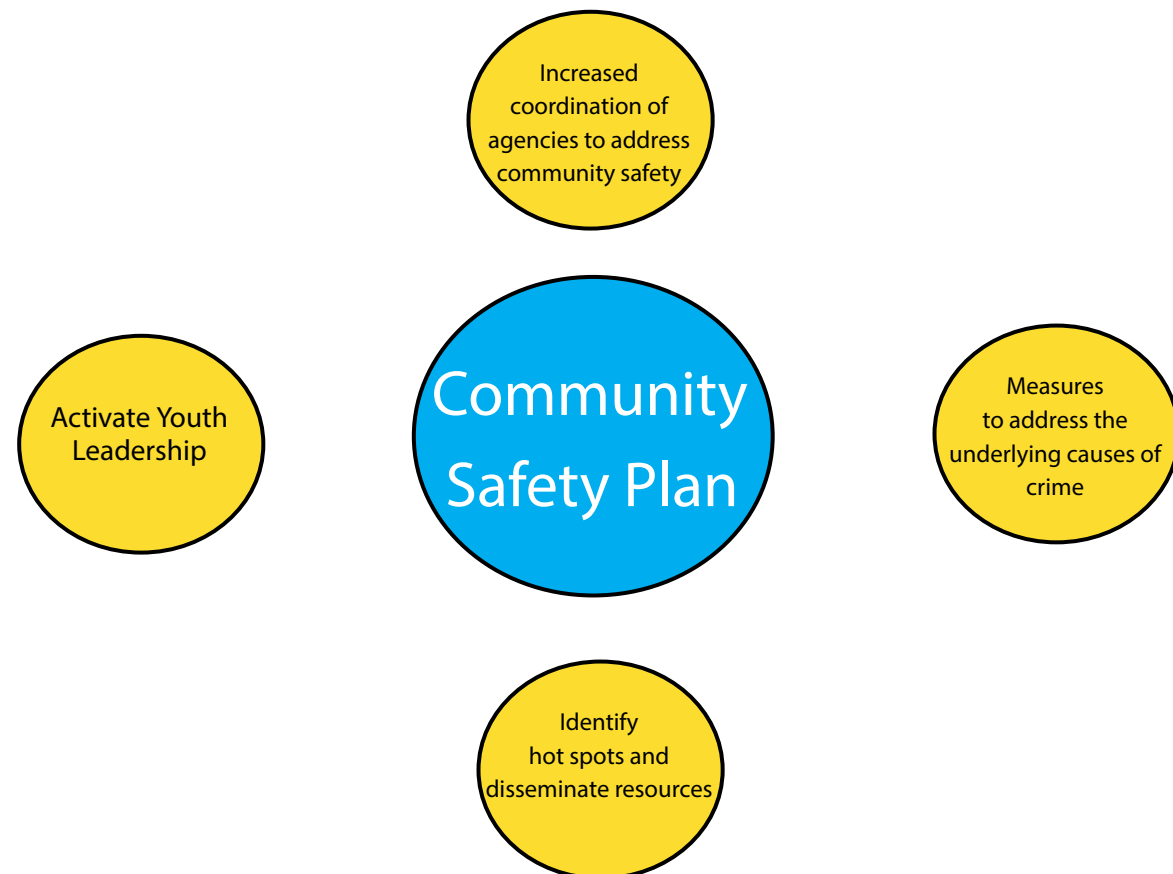 Increased
coordination of
agencies to address
community safety
Community
Safety Plan
Activate Youth
Leadership
Measures
to address the
underlying causes of
crime
Identify
hot spots and
disseminate resources